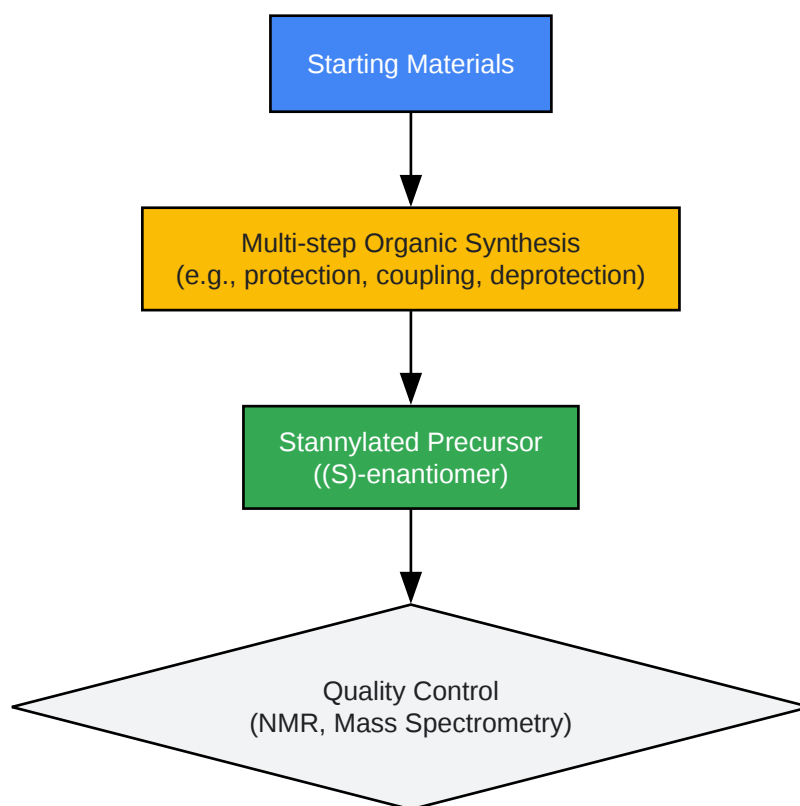 Starting Materials
Multi-step Organic Synthesis
(e.g., protection, coupling, deprotection)
Stannylated Precursor
((S)-enantiomer)
Quality Control
(NMR, Mass Spectrometry)